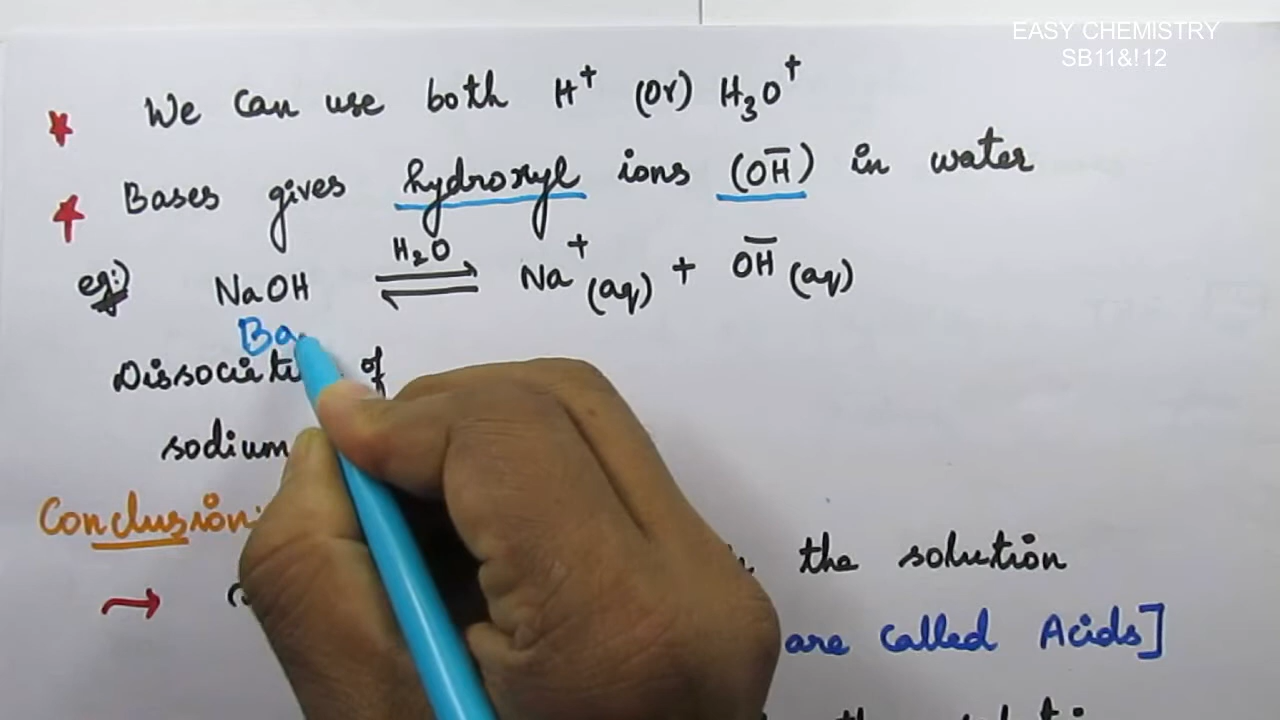 EASY CHEMISTRY
SB11&!12
We can use both H⁺ (or) H₃O⁺
Bases gives hydroxyl ions (OH⁻) in water
eg:) NaOH ⇌ H₂O Na⁺(aq) + OH⁻(aq)
Ba
of
sodium
Conclusion:
→ the solution
are called Acids]